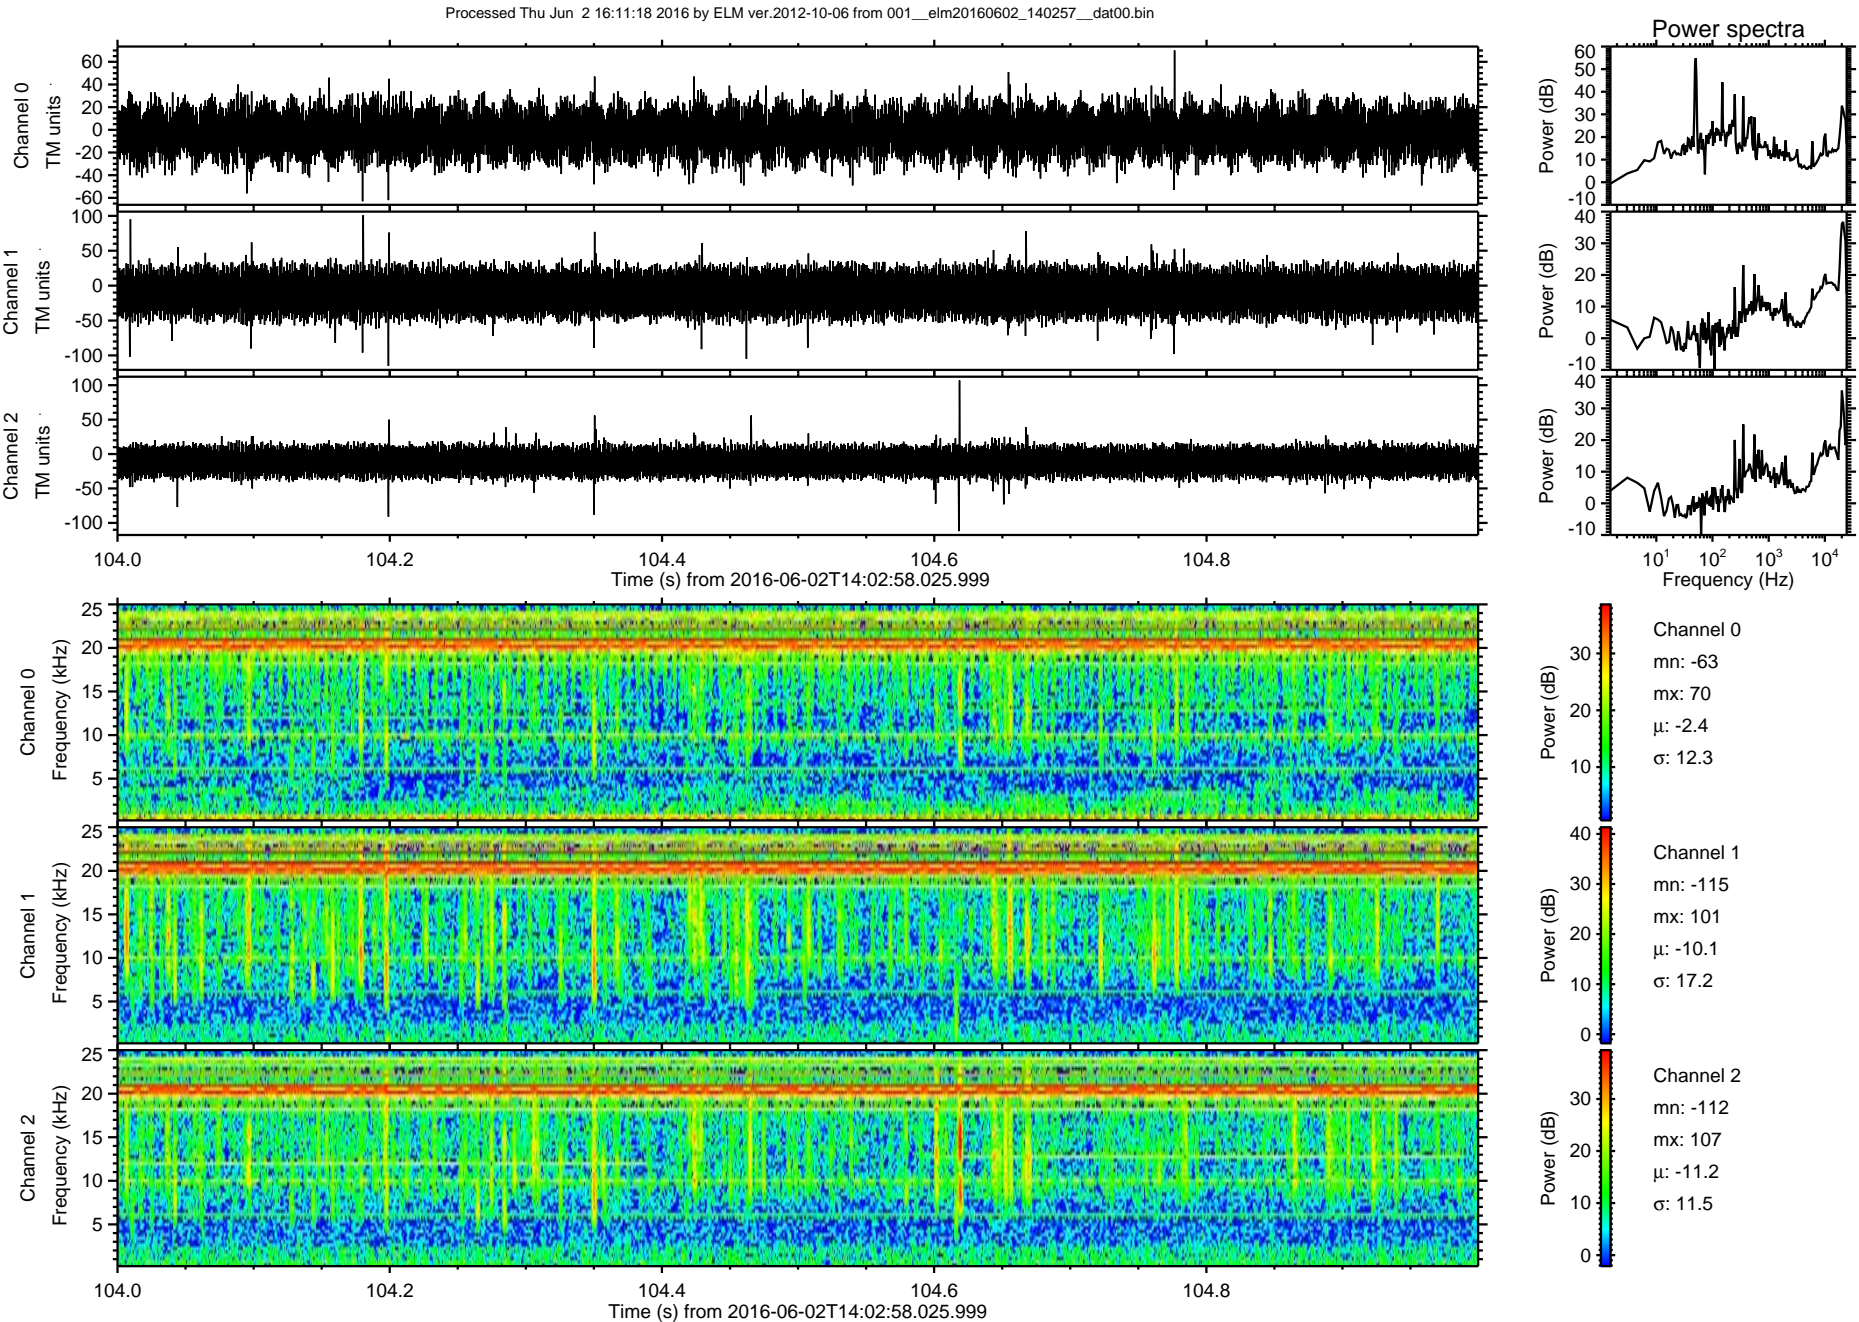 Processed Thu Jun 2 16:11:18 2016 by ELM ver.2012-10-06 from 001__elm20160602_140257__dat00.bin
Power spectra
Channel 0
TM units
60
40
20
0
-20
-40
-60
Power (dB)
60
50
40
30
20
10
0
-10
Channel 1
TM units
100
50
0
-50
-100
Power (dB)
40
30
20
10
0
-10
Channel 2
TM units
100
50
0
-50
-100
Power (dB)
40
30
20
10
0
-10
104.0 104.2 104.4 104.6 104.8
Time (s) from 2016-06-02T14:02:58.025.999
10^1 10^2 10^3 10^4
Frequency (Hz)
Channel 0
Frequency (kHz)
25
20
15
10
5
Power (dB)
30
20
10
Channel 0
mn: -63
mx: 70
μ: -2.4
σ: 12.3
Channel 1
Frequency (kHz)
25
20
15
10
5
Power (dB)
40
30
20
10
0
Channel 1
mn: -115
mx: 101
μ: -10.1
σ: 17.2
Channel 2
Frequency (kHz)
25
20
15
10
5
Power (dB)
30
20
10
0
Channel 2
mn: -112
mx: 107
μ: -11.2
σ: 11.5
104.0 104.2 104.4 104.6 104.8
Time (s) from 2016-06-02T14:02:58.025.999